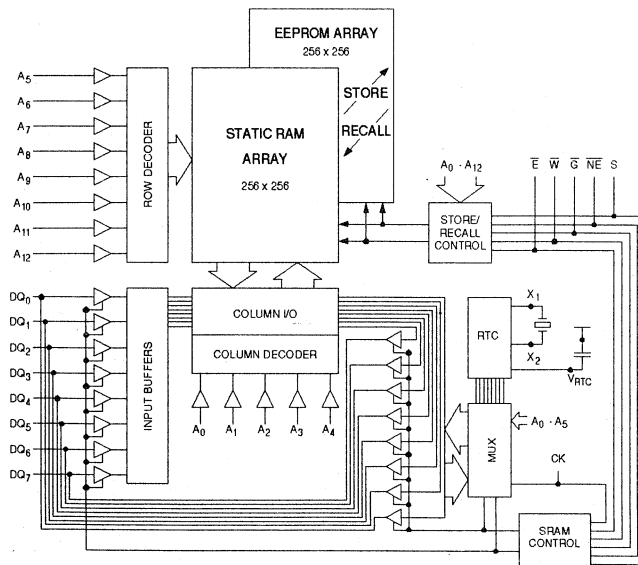 EEPROM ARRAY
256 x 256
STORE
RECALL
STATIC RAM
ARRAY
256 x 256
A5
A6
A7
A8
A9
A10
A11
A12
ROW DECODER
A0 - A12
E̅ W̅ G̅ N̅E̅ S
STORE/
RECALL
CONTROL
DQ0
DQ1
DQ2
DQ3
DQ4
DQ5
DQ6
DQ7
INPUT BUFFERS
COLUMN I/O
COLUMN DECODER
A0 A1 A2 A3 A4
RTC
X1
X2
VRTC
MUX
A0 - A5
CK
SRAM
CONTROL